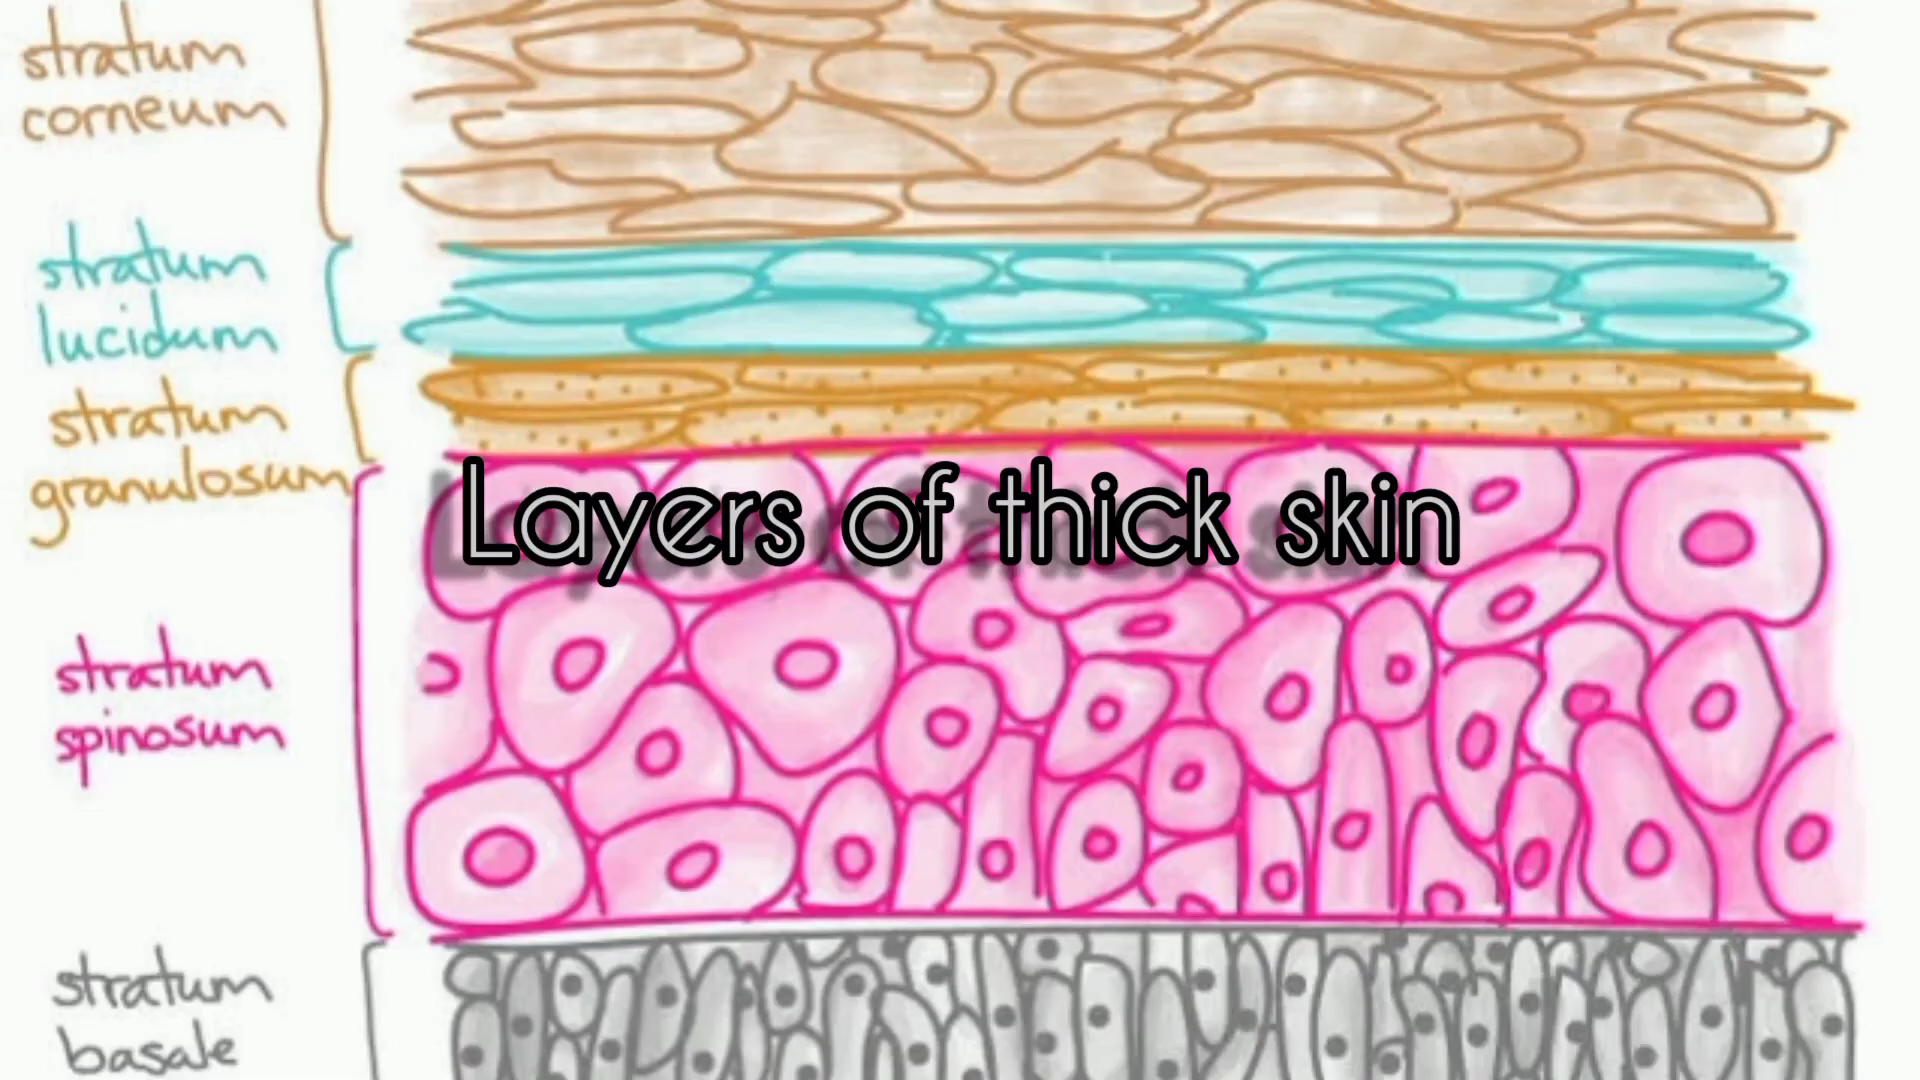 stratum
corneum
stratum
lucidum
stratum
granulosum
Layers of thick skin
stratum
spinosum
stratum
basale